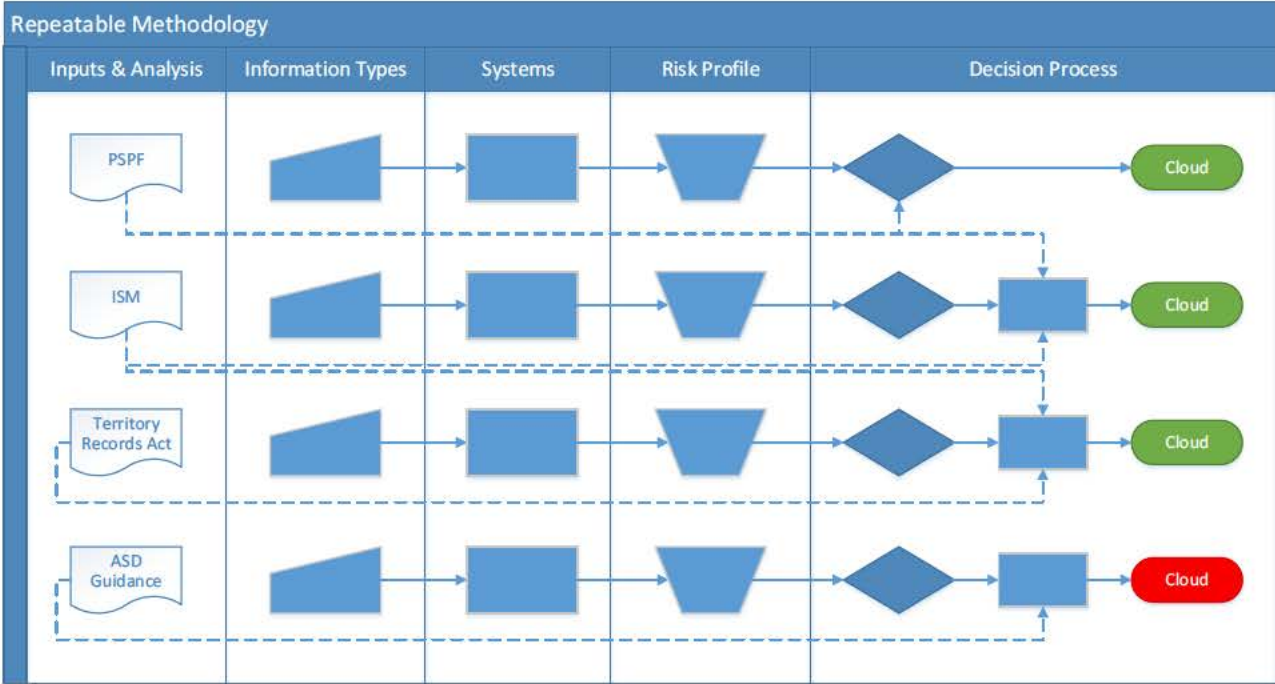 Repeatable Methodology
Inputs & Analysis
Information Types
Systems
Risk Profile
Decision Process
PSPF
Cloud
ISM
Cloud
Territory
Records Act
Cloud
ASD
Guidance
Cloud